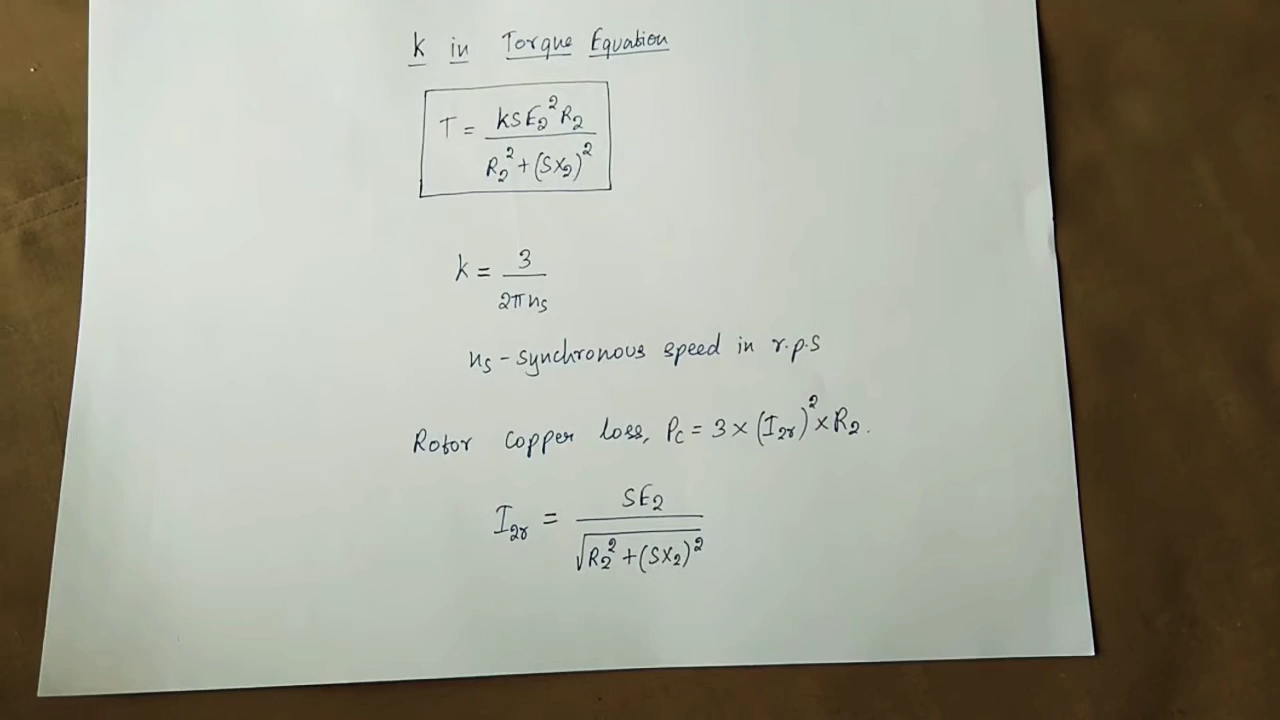 k in Torque Equation
T = kSE₂²R₂ / R₂² + (SX₂)²
k = 3 / 2πnₛ
nₛ - synchronous speed in r.p.s
Rotor copper loss, Pc = 3 × (I₂ᵣ)² × R₂.
I₂ᵣ = SE₂ / √R₂² + (SX₂)²